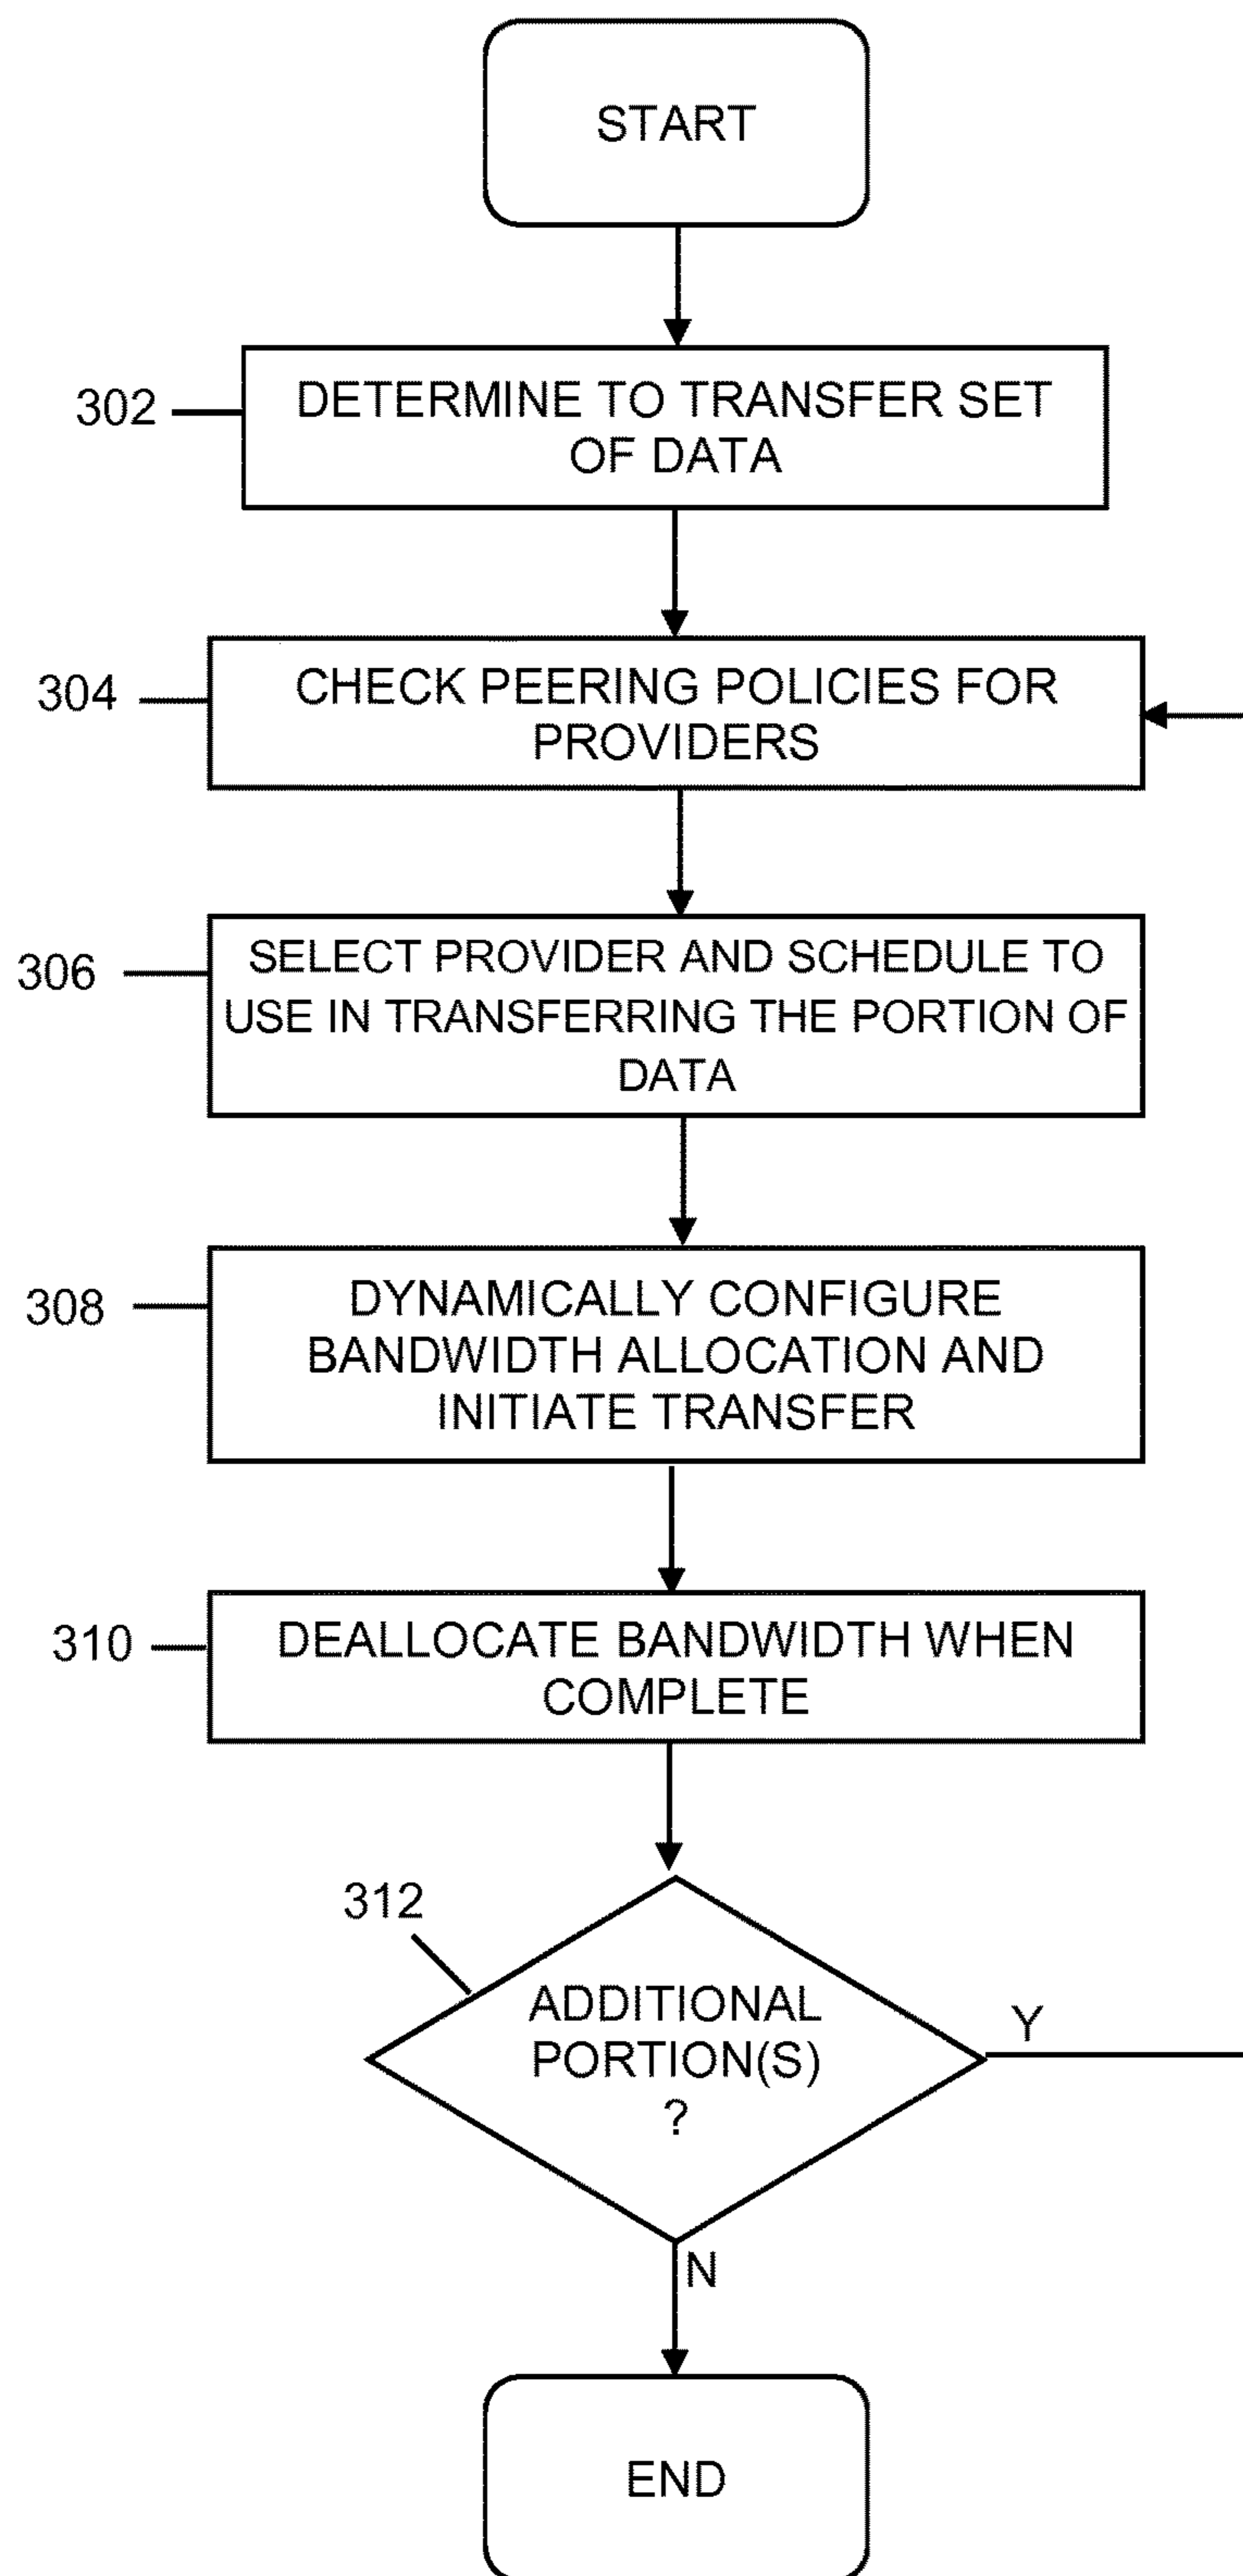 START
302
DETERMINE TO TRANSFER SET
OF DATA
304
CHECK PEERING POLICIES FOR
PROVIDERS
306
SELECT PROVIDER AND SCHEDULE TO
USE IN TRANSFERRING THE PORTION OF
DATA
308
DYNAMICALLY CONFIGURE
BANDWIDTH ALLOCATION AND
INITIATE TRANSFER
310
DEALLOCATE BANDWIDTH WHEN
COMPLETE
312
ADDITIONAL
PORTION(S)
?
Y
N
END